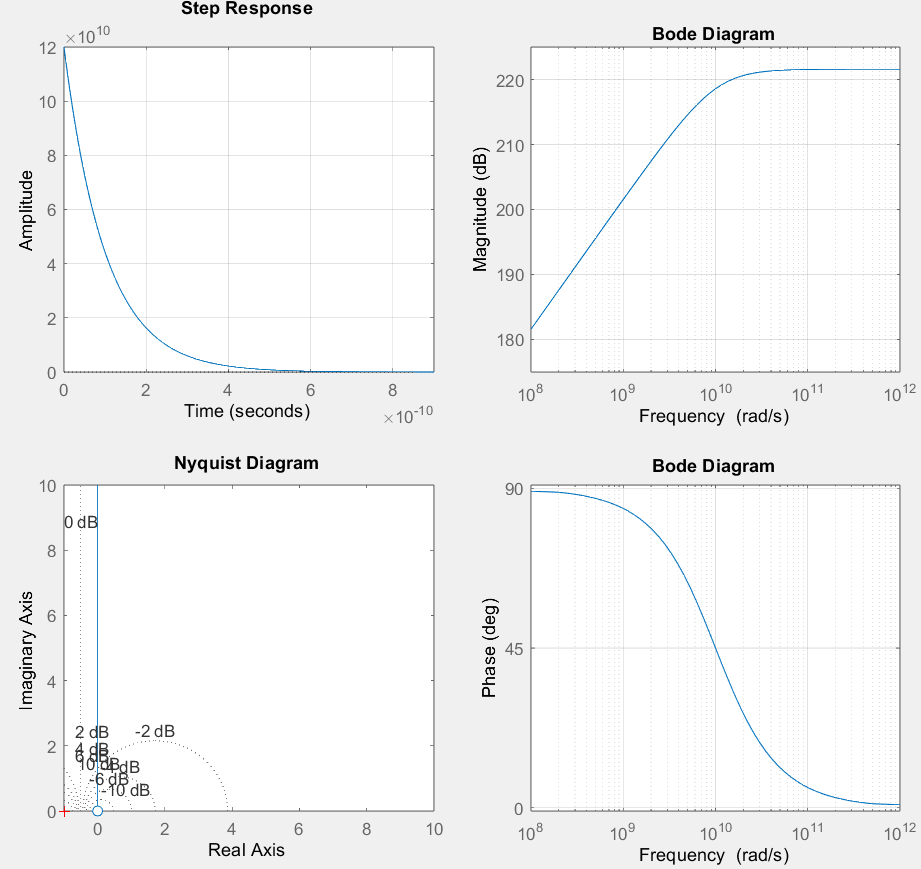 Step Response
×10^10
12
10
8
6
4
2
0
Amplitude
0 2 4 6 8
Time (seconds)
×10^-10
Bode Diagram
220
210
200
190
180
Magnitude (dB)
10^8 10^9 10^10 10^11 10^12
Frequency (rad/s)
Nyquist Diagram
10
8
6
4
2
0
Imaginary Axis
0 dB
2 dB
-2 dB
4 dB
6 dB
10 dB
-4 dB
-6 dB
-10 dB
0 2 4 6 8 10
Real Axis
Bode Diagram
90
45
0
Phase (deg)
10^8 10^9 10^10 10^11 10^12
Frequency (rad/s)